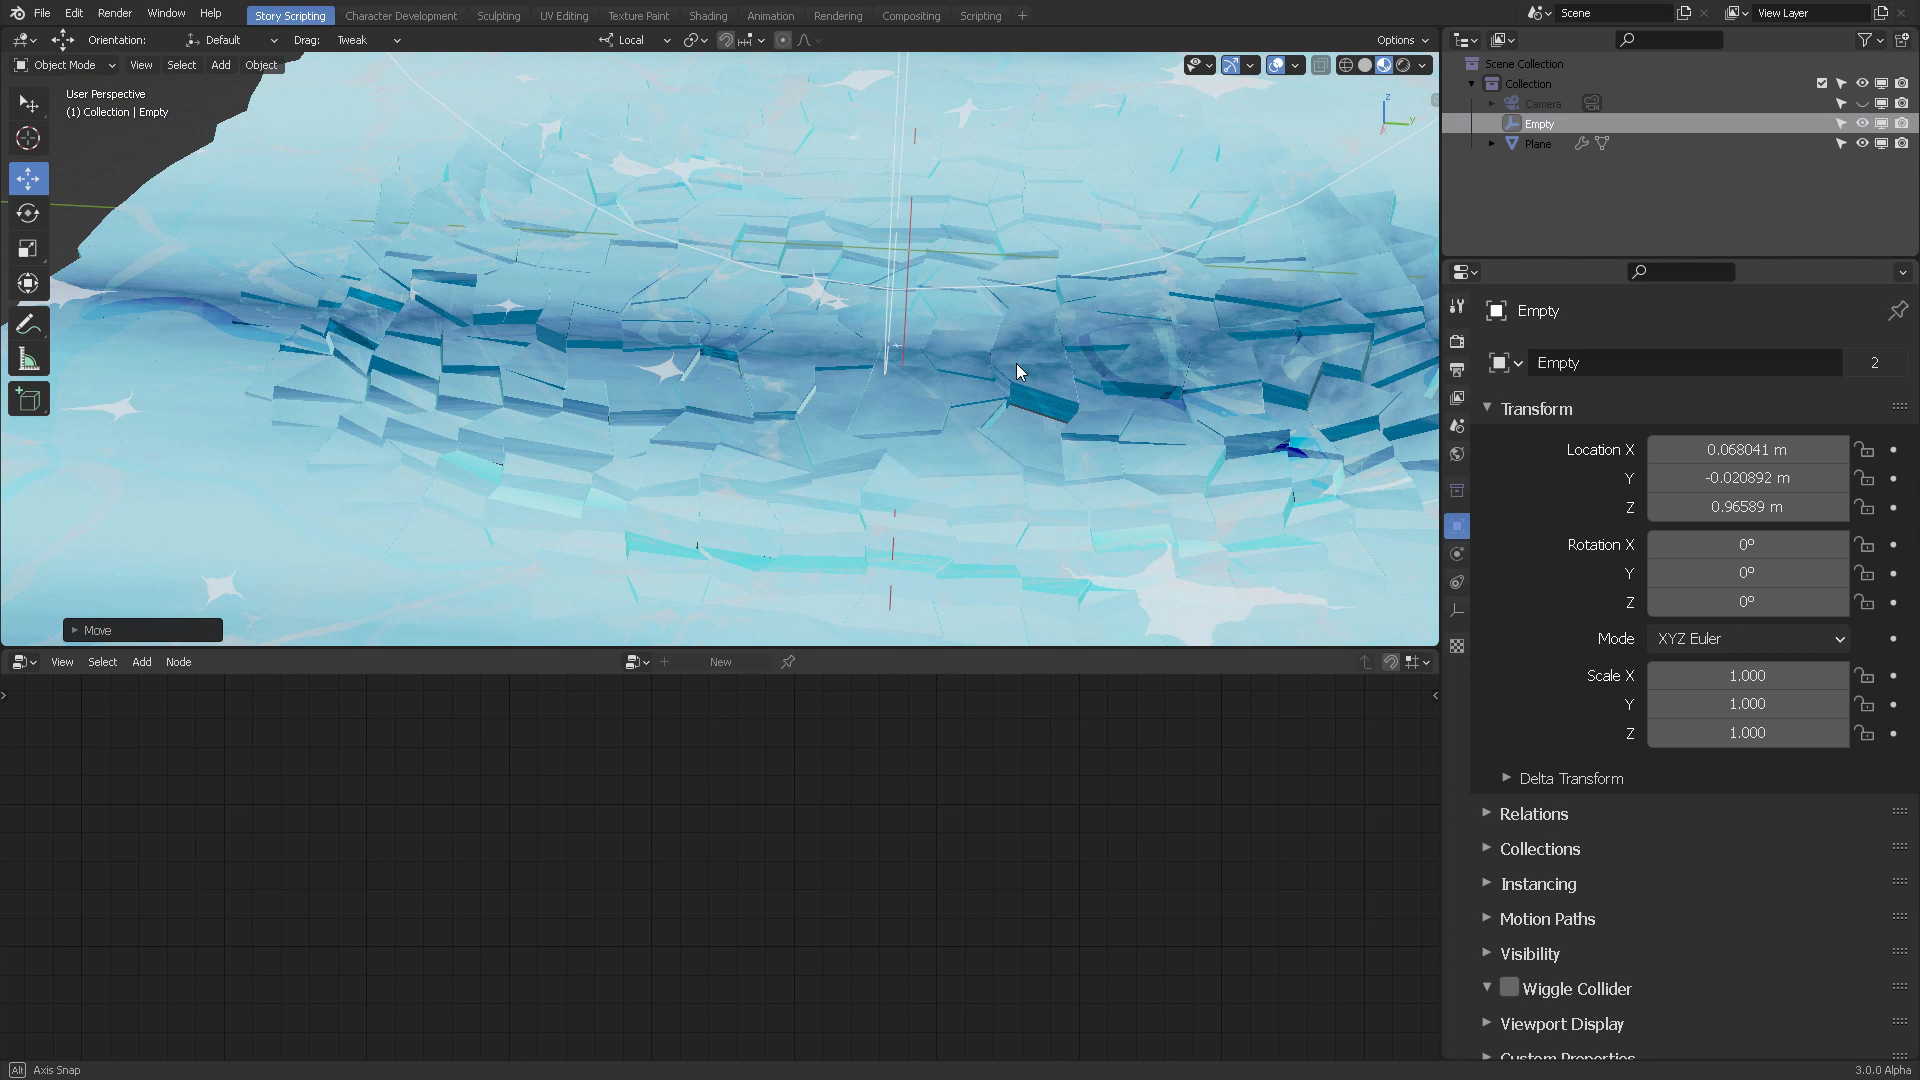 File Edit Render Window Help Story Scripting Character Development Sculpting UV Editing Texture Paint Shading Animation Rendering Compositing Scripting Scene View Layer
Orientation: Default Drag: Tweak Local Options
Object Mode View Select Add Object
User Perspective
(1) Collection | Empty
Z
Y
X
Move
View Select Add Node New
Scene Collection
Collection
Camera
Empty
Plane
Empty
Empty 2
Transform
Location X 0.068041 m
Y -0.020892 m
Z 0.96589 m
Rotation X 0°
Y 0°
Z 0°
Mode XYZ Euler
Scale X 1.000
Y 1.000
Z 1.000
Delta Transform
Relations
Collections
Instancing
Motion Paths
Visibility
Wiggle Collider
Viewport Display
Custom Properties
Alt Axis Snap 3.0.0 Alpha